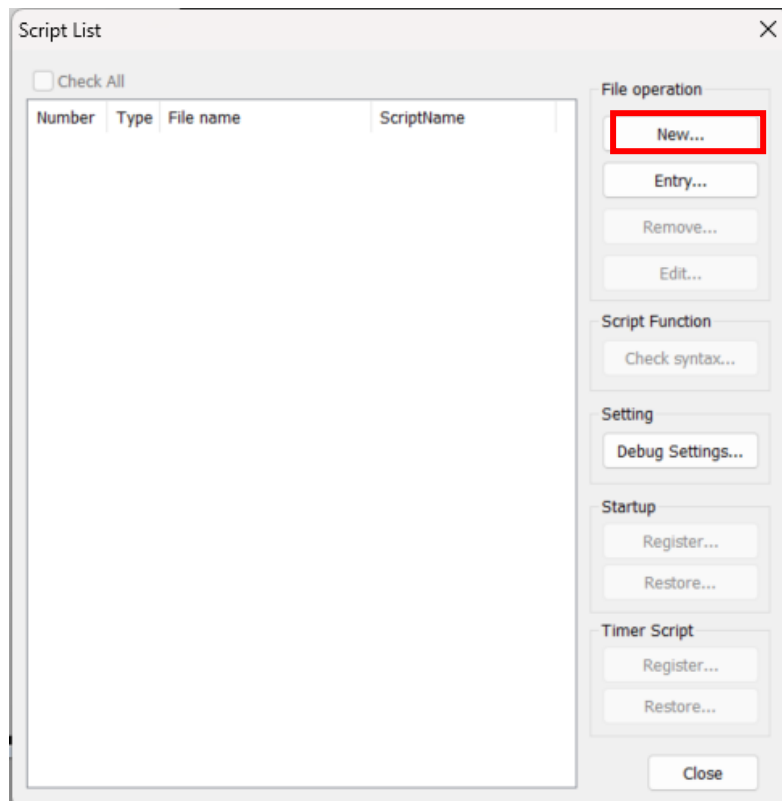 Script List
Check All
Number Type File name ScriptName
File operation
New...
Entry...
Remove...
Edit...
Script Function
Check syntax...
Setting
Debug Settings...
Startup
Register...
Restore...
Timer Script
Register...
Restore...
Close